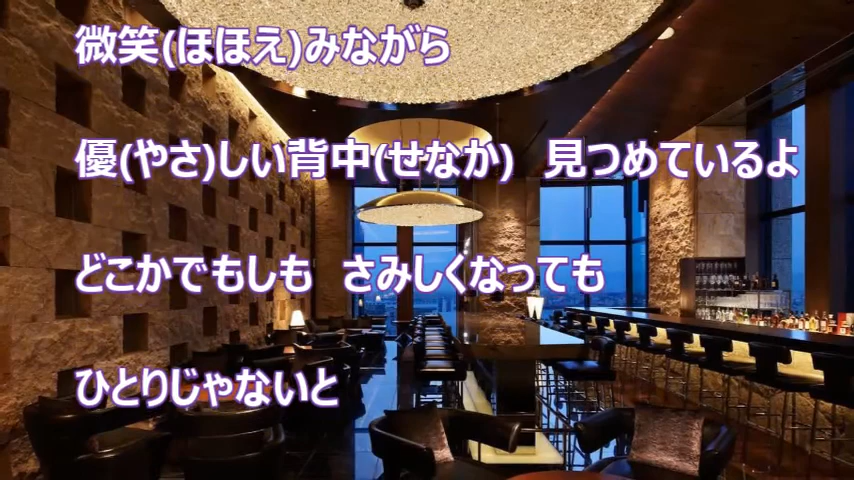 微笑(ほほえ)みながら
優(やさ)しい背中(せなか)　見つめているよ
どこかでもしも　さみしくなっても
ひとりじゃないと